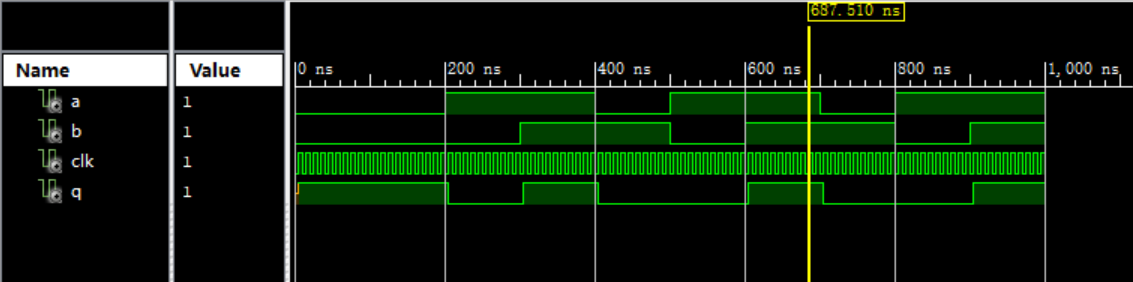 687.510 ns
Name Value 0 ns 200 ns 400 ns 600 ns 800 ns 1,000 ns
a 1
b 1
clk 1
q 1